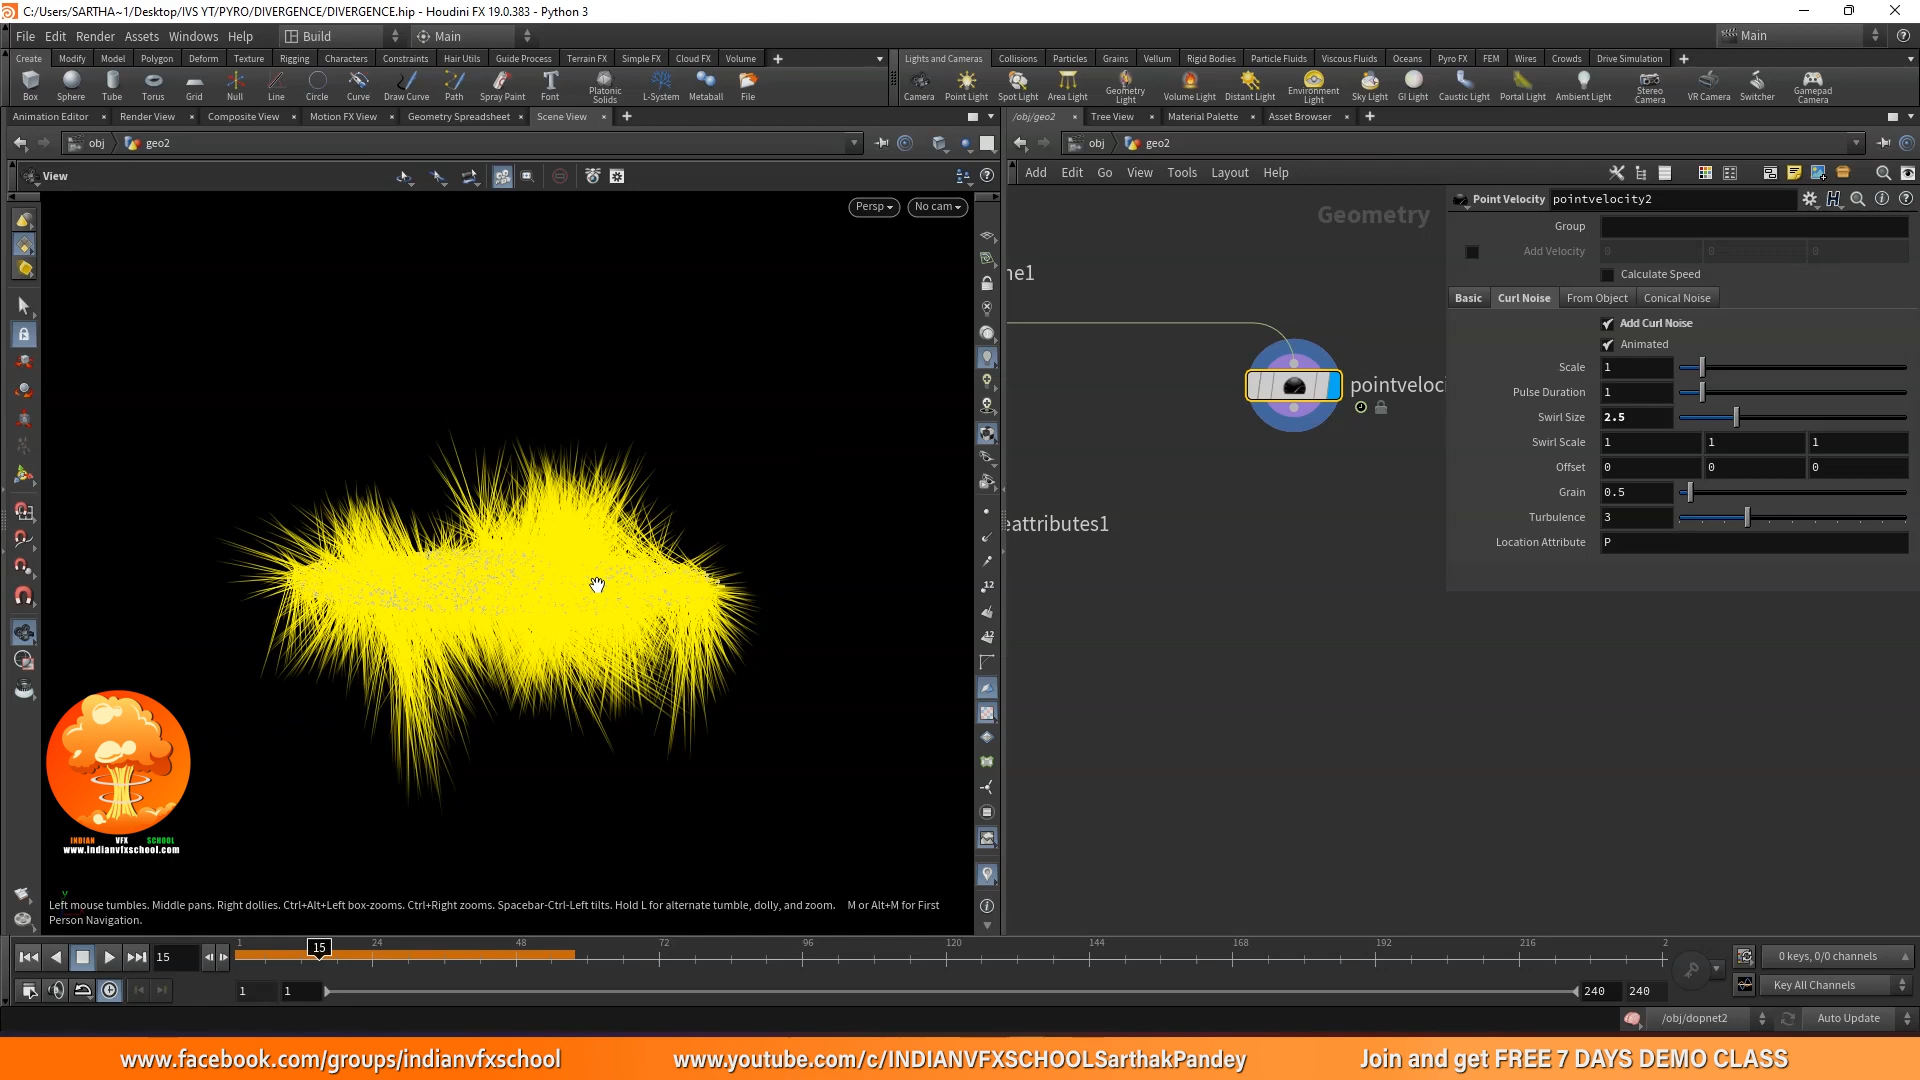 C:/Users/SARTHA~1/Desktop/IVS YT/PYRO/DIVERGENCE/DIVERGENCE.hip - Houdini FX 19.0.383 - Python 3
File Edit Render Assets Windows Help Build Main Main
Create Modify Model Polygon Deform Texture Rigging Characters Constraints Hair Utils Guide Process Terrain FX Simple FX Cloud FX Volume
Lights and Cameras Collisions Particles Grains Vellum Rigid Bodies Particle Fluids Viscous Fluids Oceans Pyro FX FEM Wires Crowds Drive Simulation
Box Sphere Tube Torus Grid Null Line Circle Curve Draw Curve Path Spray Paint Font Platonic Solids L-System Metaball File
Camera Point Light Spot Light Area Light Geometry Light Volume Light Distant Light Environment Light Sky Light GI Light Caustic Light Portal Light Ambient Light Stereo Camera VR Camera Switcher Gamepad Camera
Animation Editor Render View Composite View Motion FX View Geometry Spreadsheet Scene View
/obj/geo2 Tree View Material Palette Asset Browser
obj geo2
obj geo2
View
Add Edit Go View Tools Layout Help
Persp No cam
Geometry
ne1
pointveloci
eattributes1
Point Velocity pointvelocity2
Group
Add Velocity 0 0 0
Calculate Speed
Basic Curl Noise From Object Conical Noise
Add Curl Noise
Animated
Scale 1
Pulse Duration 1
Swirl Size 2.5
Swirl Scale 1 1 1
Offset 0 0 0
Grain 0.5
Turbulence 3
Location Attribute P
12
12
INDIAN VFX SCHOOL
www.indianvfxschool.com
y
Left mouse tumbles. Middle pans. Right dollies. Ctrl+Alt+Left box-zooms. Ctrl+Right zooms. Spacebar-Ctrl-Left tilts. Hold L for alternate tumble, dolly, and zoom. M or Alt+M for First
Person Navigation.
15
1 15 24 48 72 96 120 144 168 192 216 2
0 keys, 0/0 channels
1 1 240 240
Key All Channels
/obj/dopnet2 Auto Update
www.facebook.com/groups/indianvfxschool www.youtube.com/c/INDIANVFXSCHOOLSarthakPandey Join and get FREE 7 DAYS DEMO CLASS